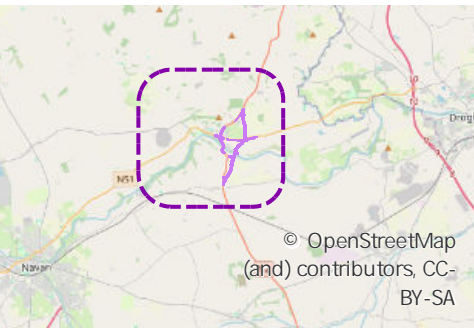 Drogh
N51
Navan
© OpenStreetMap
(and) contributors, CC-
BY-SA